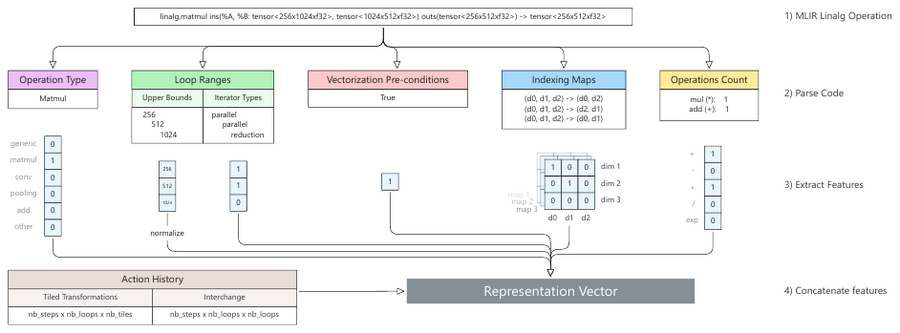 linalg.matmul ins(%A, %B: tensor<256x1024xf32>, tensor<1024x512xf32>) outs(tensor<256x512xf32>) -> tensor<256x512xf32>
1) MLIR Linalg Operation
Operation Type
Matmul
Loop Ranges
Upper Bounds
Iterator Types
256
512
1024
parallel
parallel
reduction
Vectorization Pre-conditions
True
Indexing Maps
(d0, d1, d2) -> (d0, d2)
(d0, d1, d2) -> (d2, d1)
(d0, d1, d2) -> (d0, d1)
Operations Count
mul (*): 1
add (+): 1
2) Parse Code
generic 0
matmul 1
conv 0
pooling 0
add 0
other 0
256
512
1024
normalize
1
1
0
1
1 0 0 dim 1
0 1 0 dim 2
0 0 0 dim 3
map 1
map 2
map 3
d0 d1 d2
+ 1
- 0
* 1
/ 0
exp 0
3) Extract Features
Action History
Tiled Transformations
Interchange
nb_steps x nb_loops x nb_tiles
nb_steps x nb_loops x nb_loops
Representation Vector
4) Concatenate features